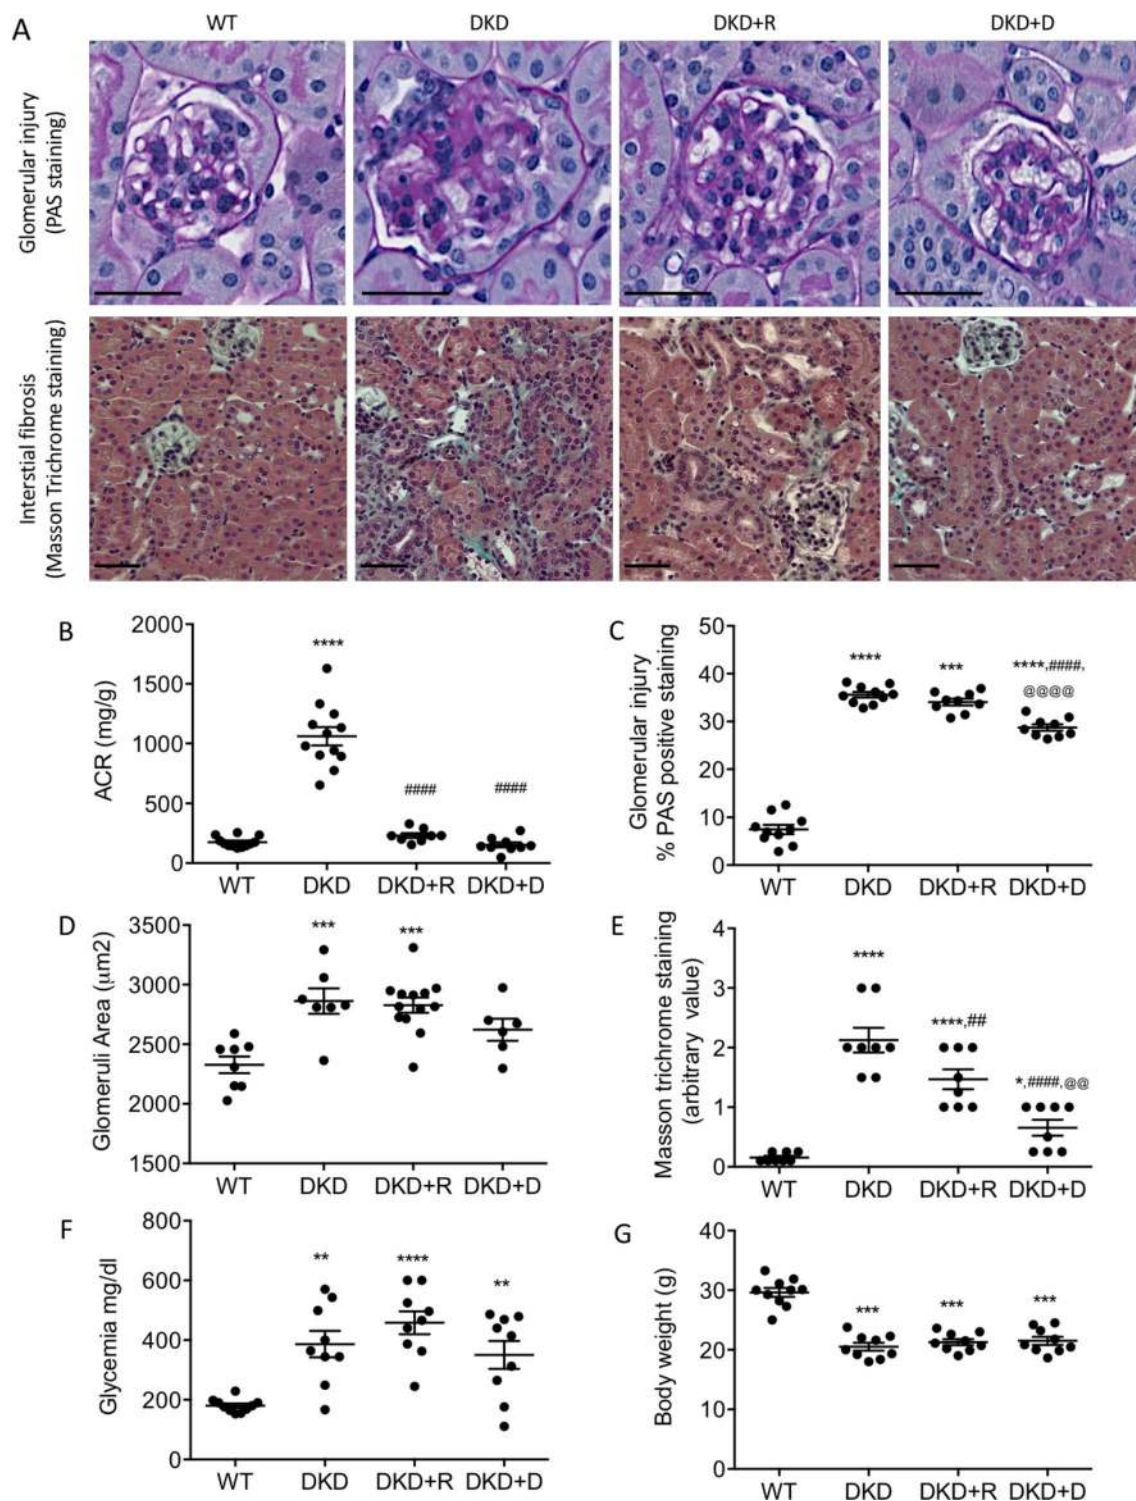 A
WT
DKD
DKD+R
DKD+D
Glomerular injury
(PAS staining)
Interstial fibrosis
(Masson Trichrome staining)
B
ACR (mg/g)
2000
1500
1000
500
0
****
####
####
WT
DKD
DKD+R
DKD+D
C
Glomerular injury
% PAS positive staining
50
40
30
20
10
0
****
***
****,####,
@@@@
WT
DKD
DKD+R
DKD+D
D
Glomeruli Area (μm2)
3500
3000
2500
2000
1500
***
***
WT
DKD
DKD+R
DKD+D
E
Masson trichrome staining
(arbitrary value)
4
3
2
1
0
****
****,##
*,####,@@
WT
DKD
DKD+R
DKD+D
F
Glycemia mg/dl
800
600
400
200
0
**
****
**
WT
DKD
DKD+R
DKD+D
G
Body weight (g)
40
30
20
10
0
***
***
***
WT
DKD
DKD+R
DKD+D